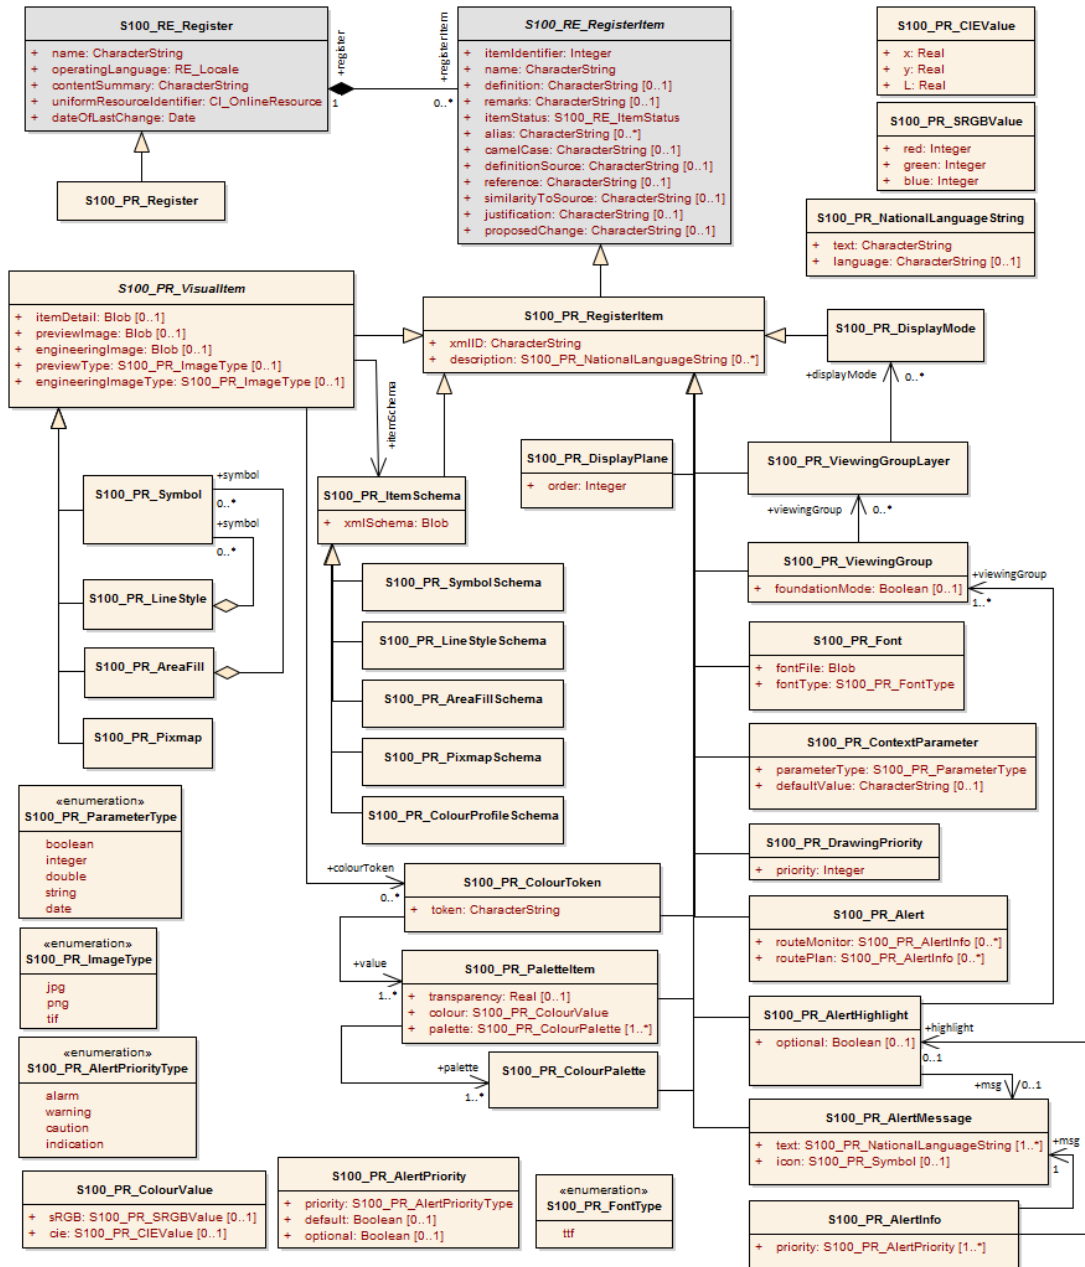 S100_RE_Register
+ name: CharacterString
+ operatingLanguage: RE_Locale
+ contentSummary: CharacterString
+ uniformResourceIdentifier: CI_OnlineResource
+ dateOfLastChange: Date
+register
1
+registerItem
0..*
S100_RE_RegisterItem
+ itemIdentifier: Integer
+ name: CharacterString
+ definition: CharacterString [0..1]
+ remarks: CharacterString [0..1]
+ itemStatus: S100_RE_ItemStatus
+ alias: CharacterString [0..*]
+ camelCase: CharacterString [0..1]
+ definitionSource: CharacterString [0..1]
+ reference: CharacterString [0..1]
+ similarityToSource: CharacterString [0..1]
+ justification: CharacterString [0..1]
+ proposedChange: CharacterString [0..1]
S100_PR_CIEValue
+ x: Real
+ y: Real
+ L: Real
S100_PR_SRGBValue
+ red: Integer
+ green: Integer
+ blue: Integer
S100_PR_NationalLanguageString
+ text: CharacterString
+ language: CharacterString [0..1]
S100_PR_Register
S100_PR_VisualItem
+ itemDetail: Blob [0..1]
+ previewImage: Blob [0..1]
+ engineeringImage: Blob [0..1]
+ previewType: S100_PR_ImageType [0..1]
+ engineeringImageType: S100_PR_ImageType [0..1]
S100_PR_RegisterItem
+ xmlID: CharacterString
+ description: S100_PR_NationalLanguageString [0..*]
S100_PR_DisplayMode
+displayMode
0..*
+itemSchema
S100_PR_DisplayPlane
+ order: Integer
S100_PR_ViewingGroupLayer
+viewingGroup
0..*
S100_PR_Symbol
+symbol
0..*
+symbol
0..*
S100_PR_ItemSchema
+ xmlSchema: Blob
S100_PR_ViewingGroup
+ foundationMode: Boolean [0..1]
+viewingGroup
1..*
S100_PR_LineStyle
S100_PR_AreaFill
S100_PR_Pixmap
S100_PR_SymbolSchema
S100_PR_LineStyleSchema
S100_PR_AreaFillSchema
S100_PR_PixmapSchema
S100_PR_ColourProfileSchema
S100_PR_Font
+ fontFile: Blob
+ fontType: S100_PR_FontType
S100_PR_ContextParameter
+ parameterType: S100_PR_ParameterType
+ defaultValue: CharacterString [0..1]
S100_PR_DrawingPriority
+ priority: Integer
«enumeration»
S100_PR_ParameterType
boolean
integer
double
string
date
+colourToken
0..*
S100_PR_ColourToken
+ token: CharacterString
S100_PR_Alert
+ routeMonitor: S100_PR_AlertInfo [0..*]
+ routePlan: S100_PR_AlertInfo [0..*]
«enumeration»
S100_PR_ImageType
jpg
png
tif
+value
1..*
S100_PR_PaletteItem
+ transparency: Real [0..1]
+ colour: S100_PR_ColourValue
+ palette: S100_PR_ColourPalette [1..*]
S100_PR_AlertHighlight
+ optional: Boolean [0..1]
+highlight
0..1
«enumeration»
S100_PR_AlertPriorityType
alarm
warning
caution
indication
+palette
1..*
S100_PR_ColourPalette
+msg
0..1
S100_PR_AlertMessage
+ text: S100_PR_NationalLanguageString [1..*]
+ icon: S100_PR_Symbol [0..1]
+msg
1
S100_PR_ColourValue
+ sRGB: S100_PR_SRGBValue [0..1]
+ cie: S100_PR_CIEValue [0..1]
S100_PR_AlertPriority
+ priority: S100_PR_AlertPriorityType
+ default: Boolean [0..1]
+ optional: Boolean [0..1]
«enumeration»
S100_PR_FontType
ttf
S100_PR_AlertInfo
+ priority: S100_PR_AlertPriority [1..*]